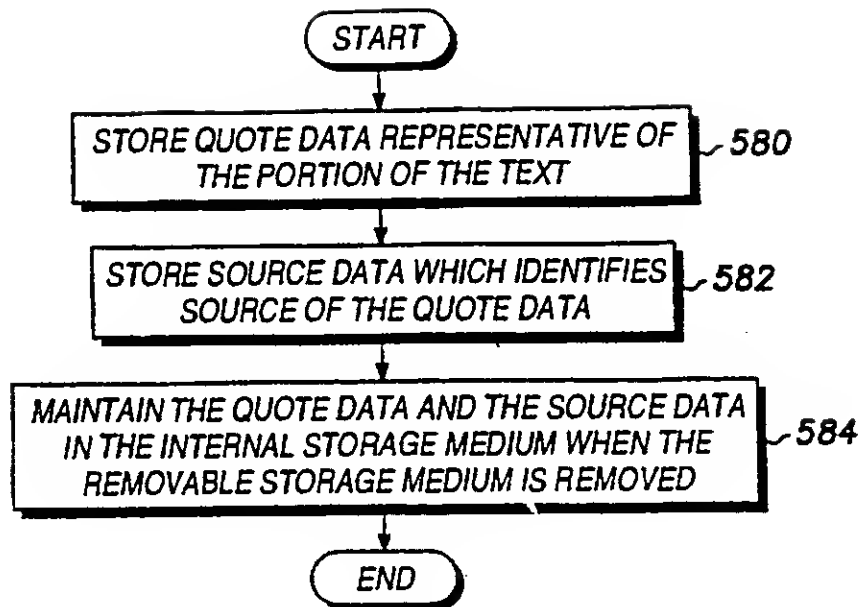 START
STORE QUOTE DATA REPRESENTATIVE OF
THE PORTION OF THE TEXT
580
STORE SOURCE DATA WHICH IDENTIFIES
SOURCE OF THE QUOTE DATA
582
MAINTAIN THE QUOTE DATA AND THE SOURCE DATA
IN THE INTERNAL STORAGE MEDIUM WHEN THE
REMOVABLE STORAGE MEDIUM IS REMOVED
584
END